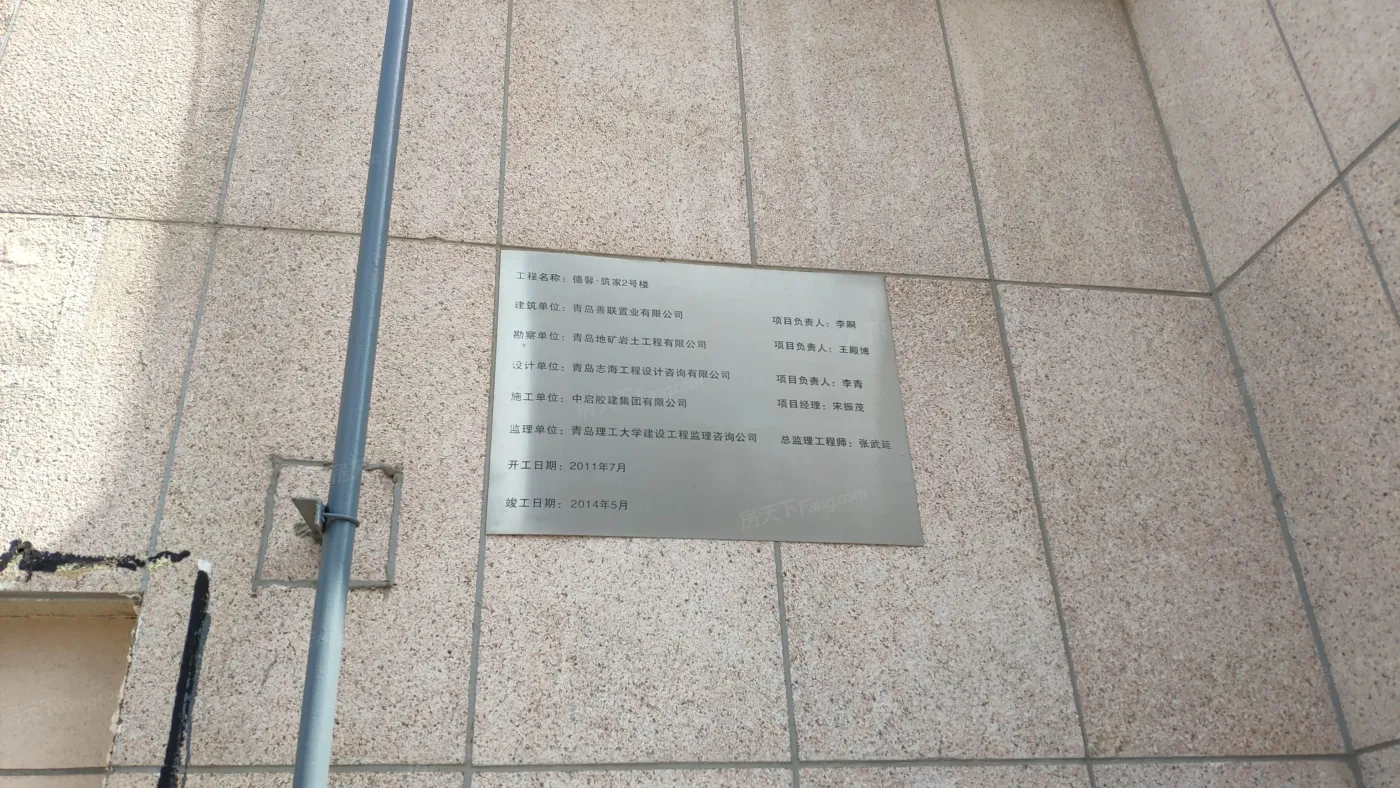 工程名称：德馨·筑家2号楼
建筑单位：青岛善联置业有限公司 项目负责人：李嗣
勘察单位：青岛地矿岩土工程有限公司 项目负责人：王殿博
设计单位：青岛志海工程设计咨询有限公司 项目负责人：李青
施工单位：中启胶建集团有限公司 项目经理：宋振茂
监理单位：青岛理工大学建设工程监理咨询公司 总监理工程师：张武延
开工日期：2011年7月
竣工日期：2014年5月
房天下Fang.com